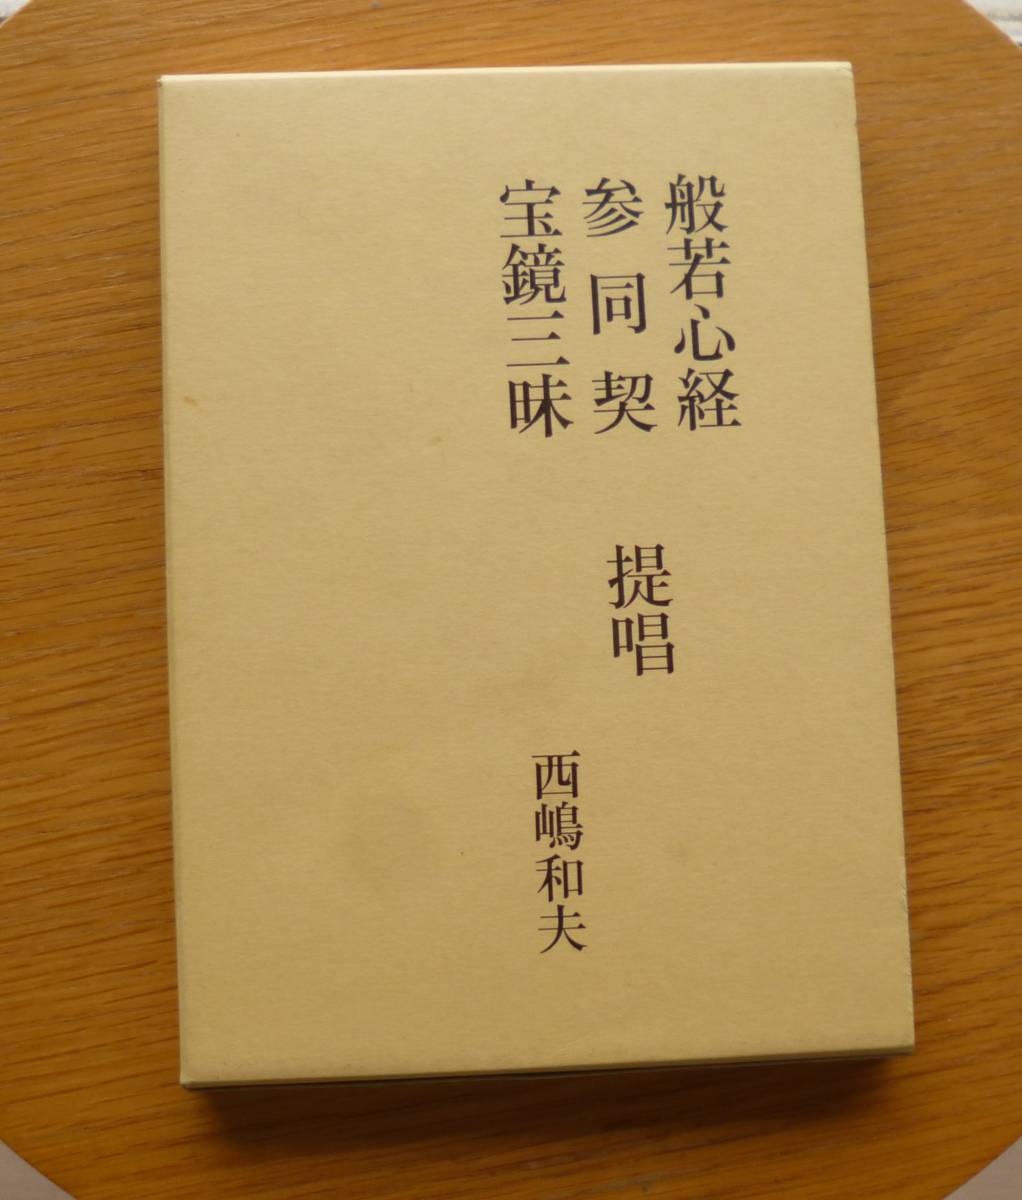 般若心経
参同契
宝鏡三昧
提唱
西嶋和夫